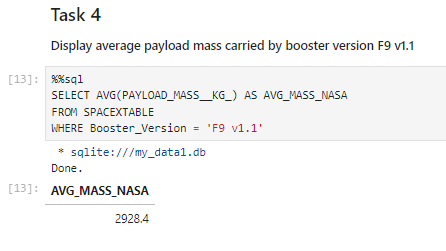 Task 4
Display average payload mass carried by booster version F9 v1.1
[13]: %%sql
SELECT AVG(PAYLOAD_MASS__KG_) AS AVG_MASS_NASA
FROM SPACEXTABLE
WHERE Booster_Version = 'F9 v1.1'
* sqlite:///my_data1.db
Done.
[13]: AVG_MASS_NASA
2928.4